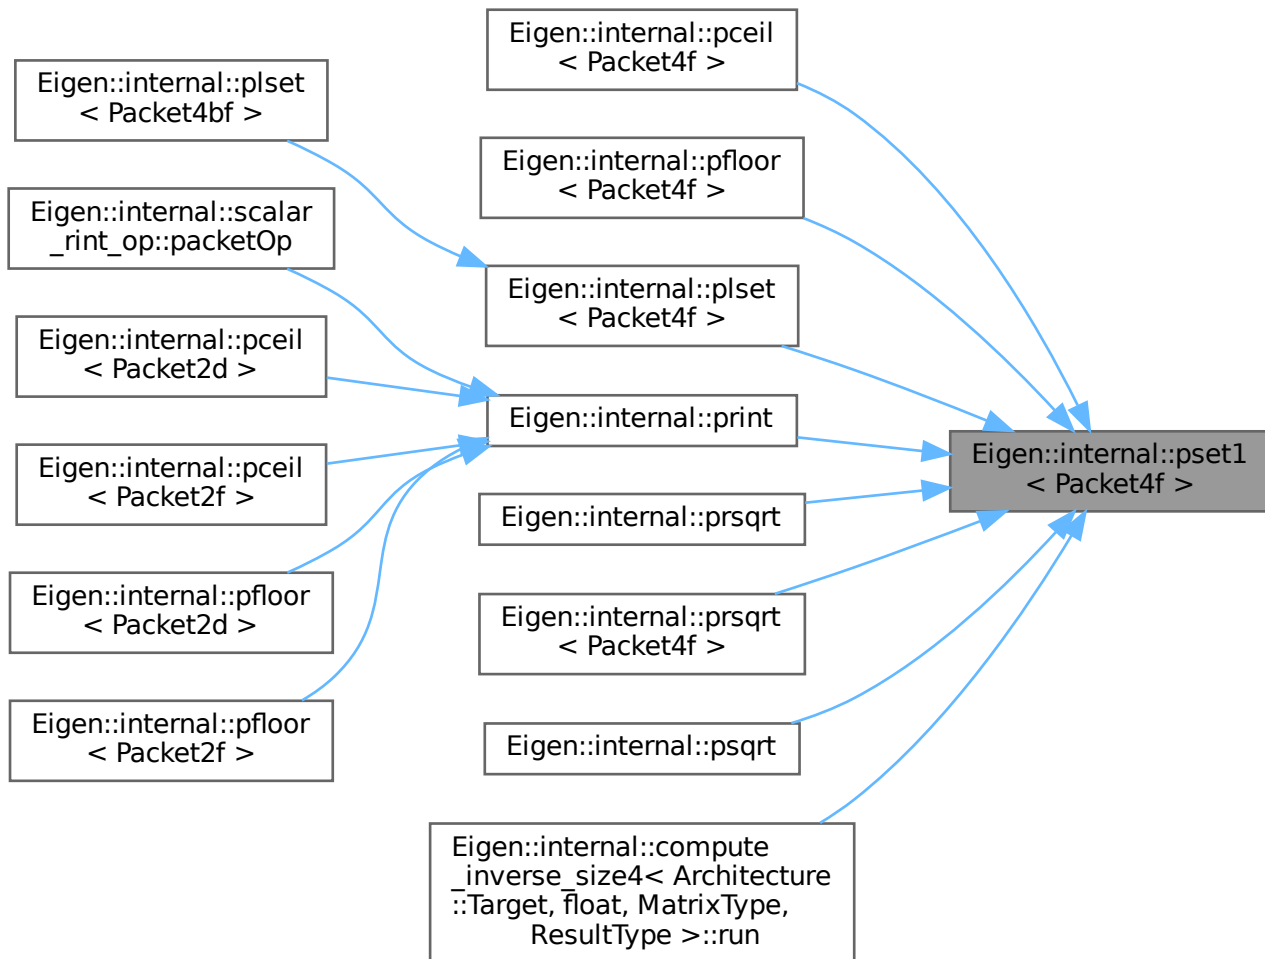 Eigen::internal::plset
< Packet4bf >
Eigen::internal::scalar
_rint_op::packetOp
Eigen::internal::pceil
< Packet2d >
Eigen::internal::pceil
< Packet2f >
Eigen::internal::pfloor
< Packet2d >
Eigen::internal::pfloor
< Packet2f >
Eigen::internal::pceil
< Packet4f >
Eigen::internal::pfloor
< Packet4f >
Eigen::internal::plset
< Packet4f >
Eigen::internal::print
Eigen::internal::prsqrt
Eigen::internal::prsqrt
< Packet4f >
Eigen::internal::psqrt
Eigen::internal::compute
_inverse_size4< Architecture
::Target, float, MatrixType,
ResultType >::run
Eigen::internal::pset1
< Packet4f >